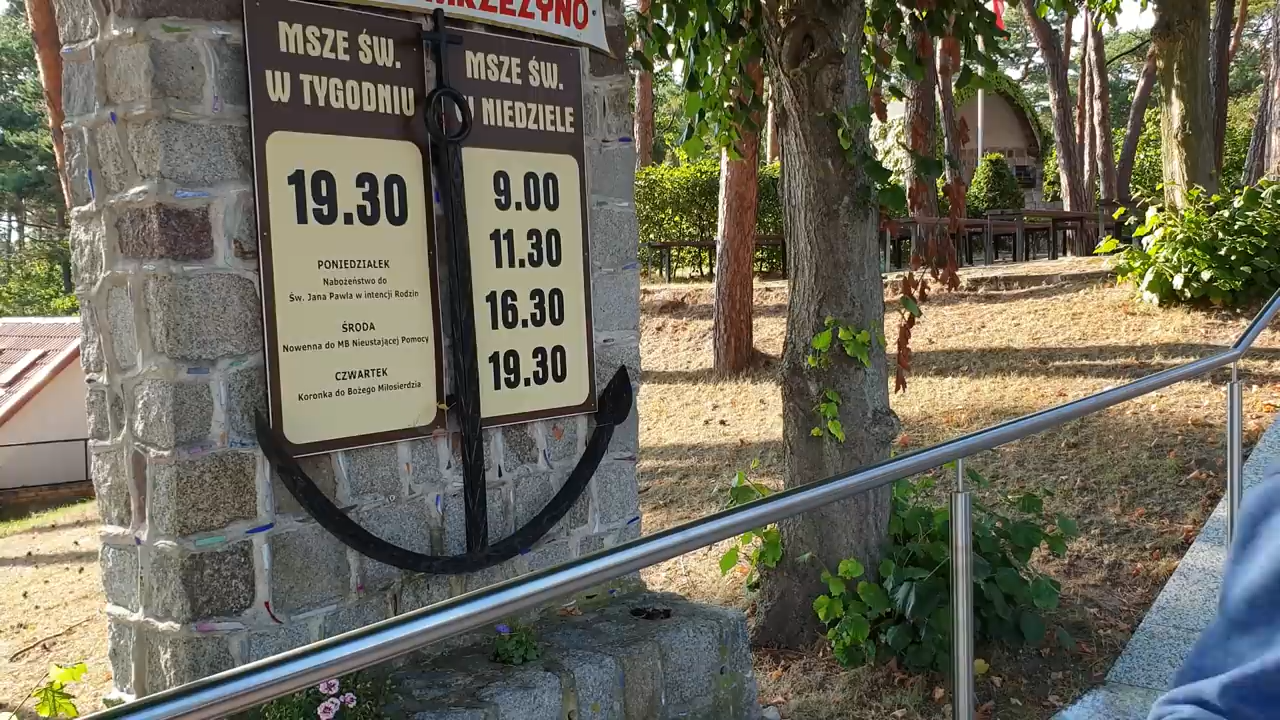 MSZE ŚW.
W TYGODNIU
19.30
PONIEDZIAŁEK
Nabożeństwo do
Św. Jana Pawła w intencji Rodzin
ŚRODA
Nowenna do MB Nieustającej Pomocy
CZWARTEK
Koronka do Bożego Miłosierdzia
MSZE ŚW.
NIEDZIELE
9.00
11.30
16.30
19.30